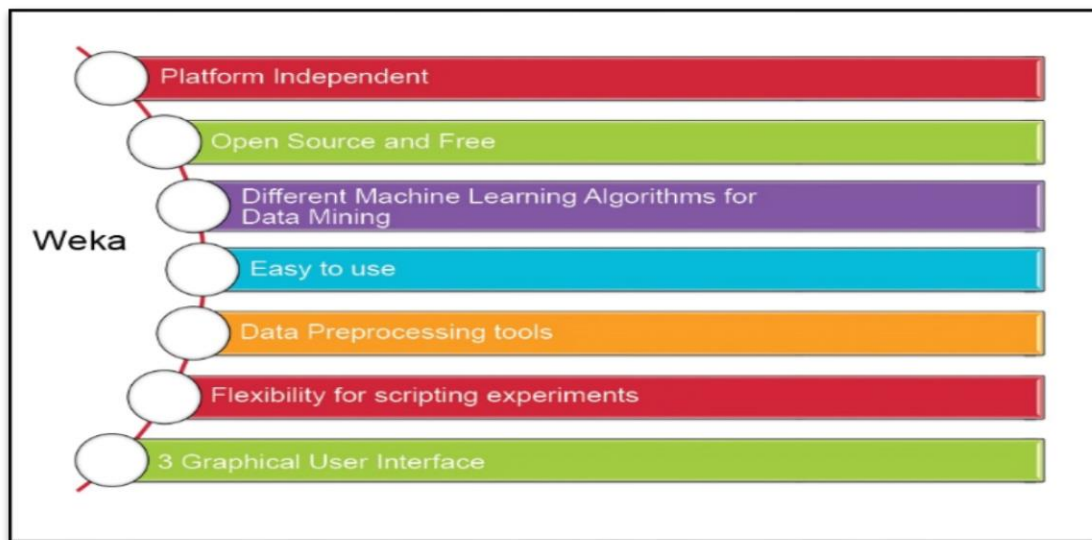 Platform Independent
Open Source and Free
Different Machine Learning Algorithms for
Data Mining
Weka
Easy to use
Data Preprocessing tools
Flexibility for scripting experiments
3 Graphical User Interface